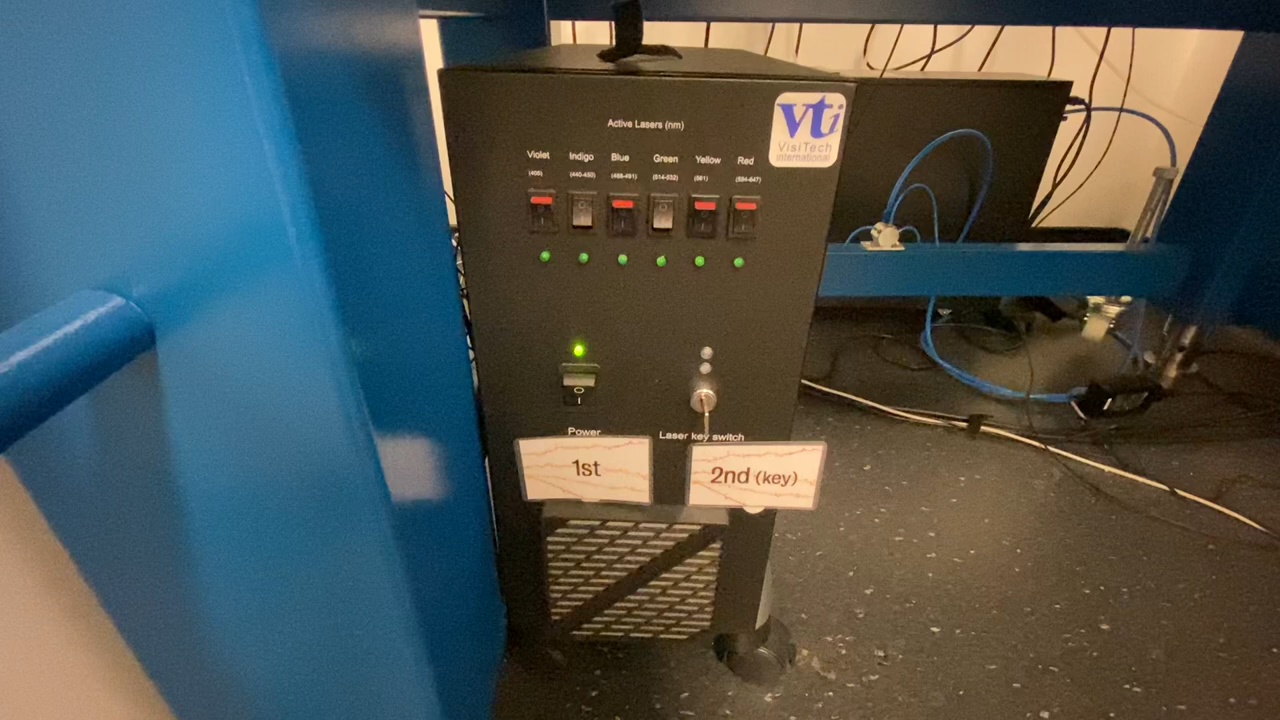 Active Lasers (nm)
vti
VisiTech
international
Violet Indigo Blue Green Yellow Red
(405) (440-450) (488-491) (514-532) (561) (594-647)
O
I
Power
Laser key switch
1st
2nd (key)